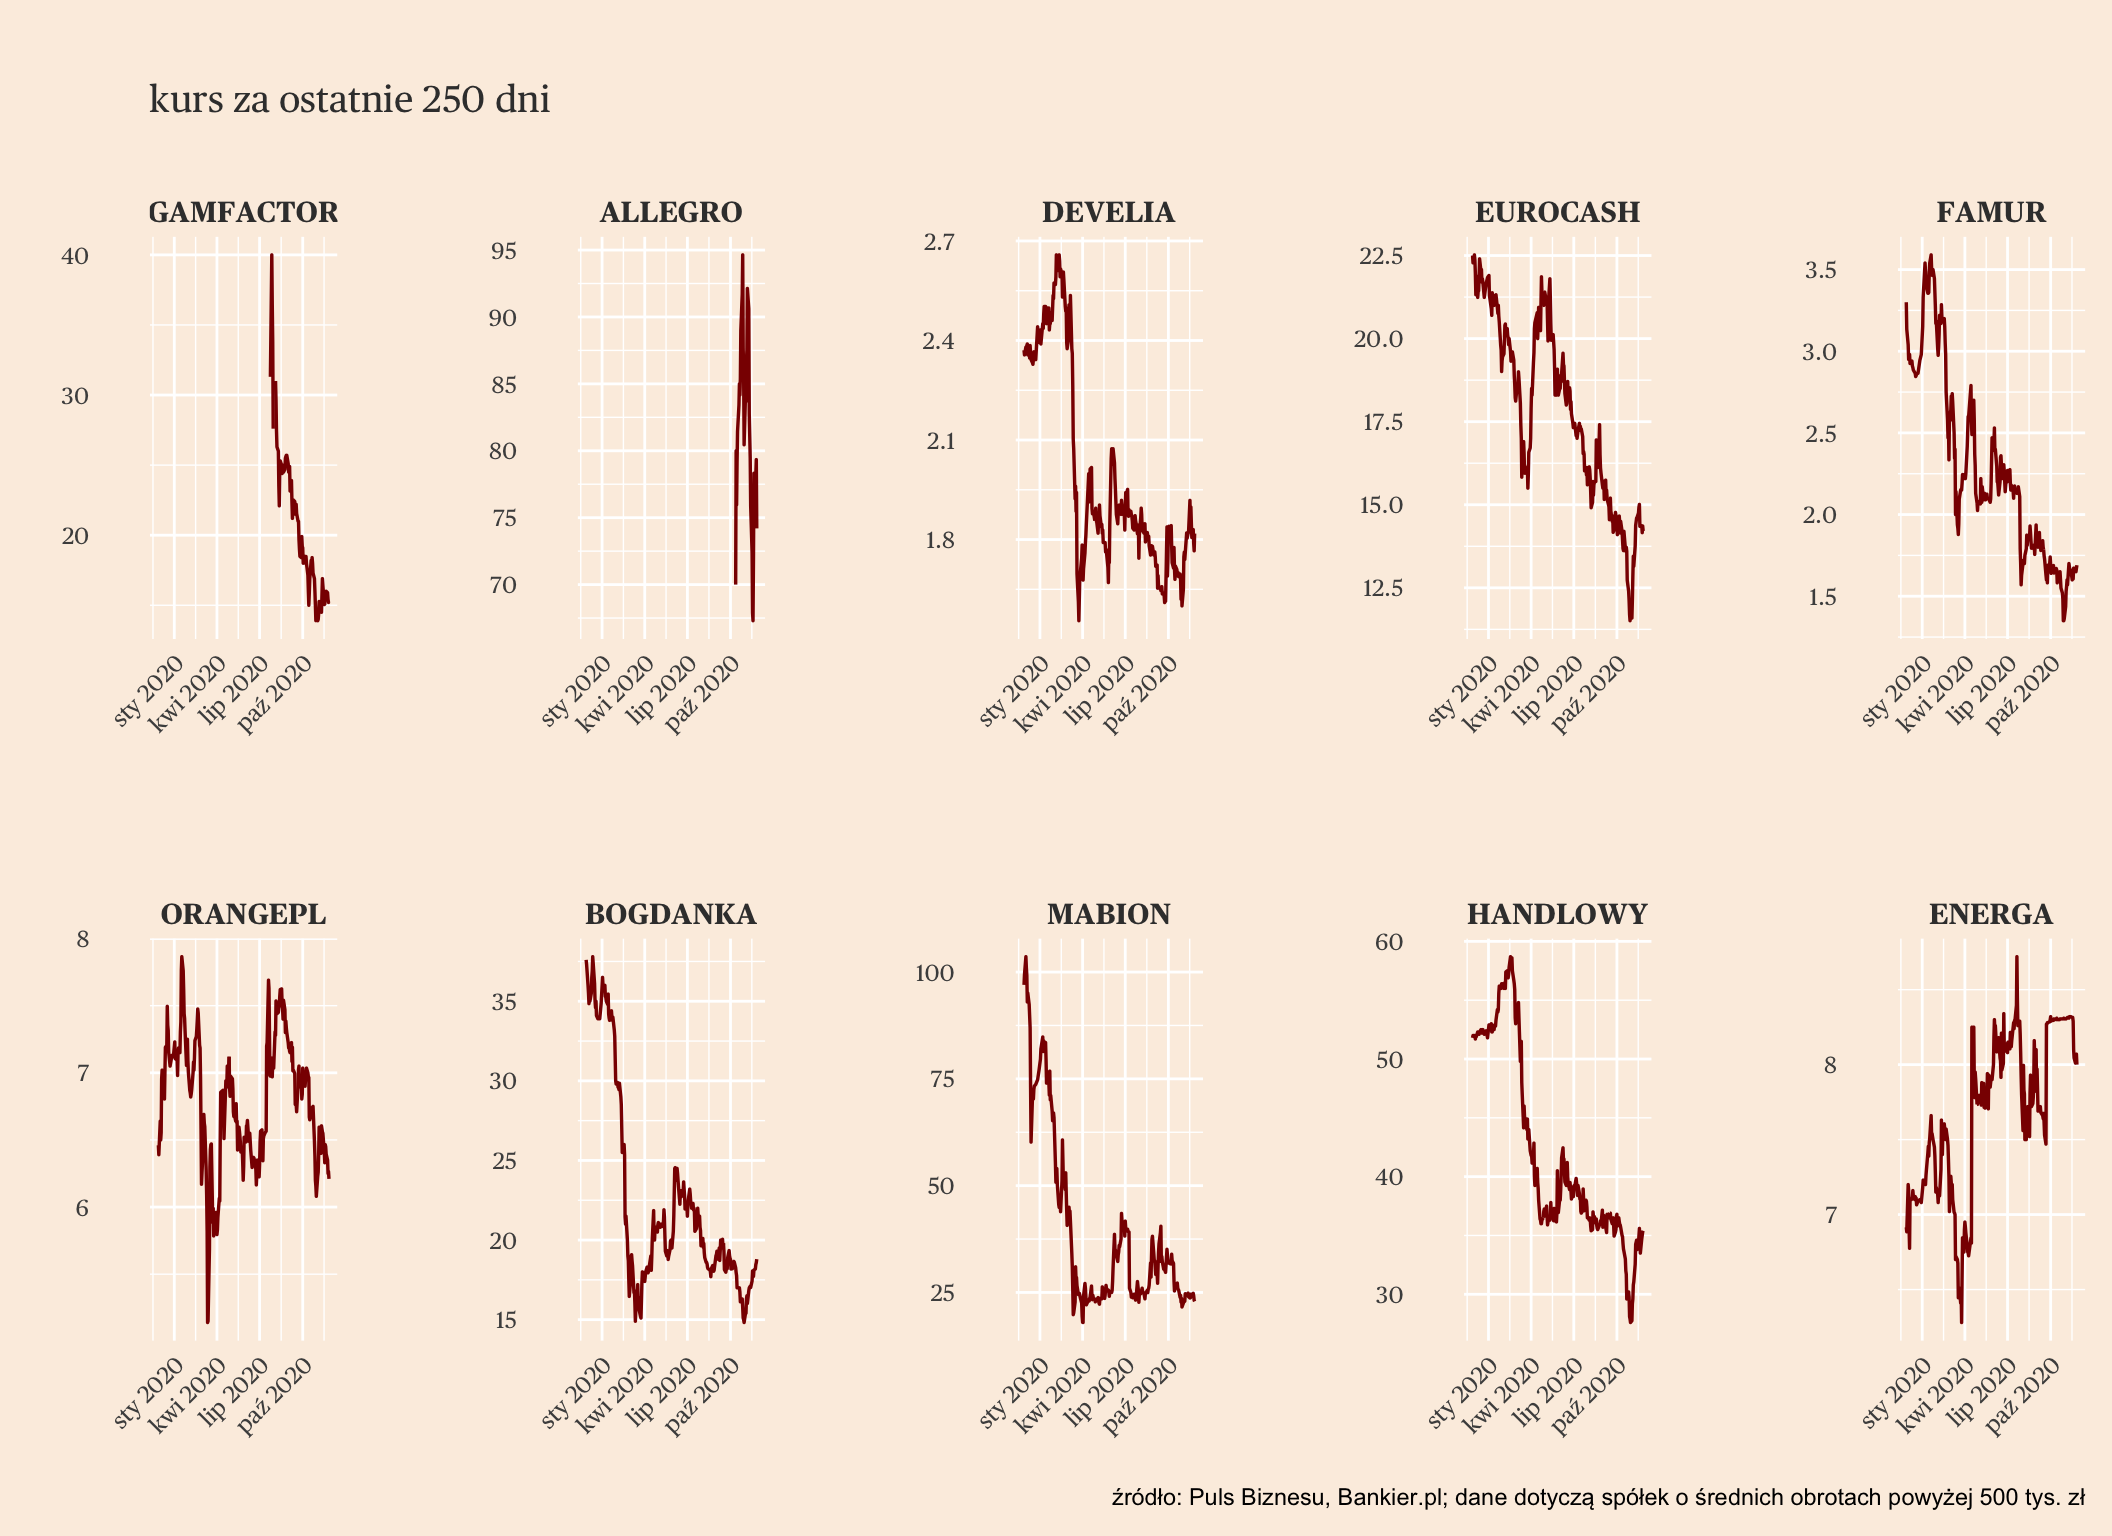 kurs za ostatnie 250 dni
GAMFACTOR
40
30
20
sty 2020
kwi 2020
lip 2020
paź 2020
ALLEGRO
95
90
85
80
75
70
sty 2020
kwi 2020
lip 2020
paź 2020
DEVELIA
2.7
2.4
2.1
1.8
sty 2020
kwi 2020
lip 2020
paź 2020
EUROCASH
22.5
20.0
17.5
15.0
12.5
sty 2020
kwi 2020
lip 2020
paź 2020
FAMUR
3.5
3.0
2.5
2.0
1.5
sty 2020
kwi 2020
lip 2020
paź 2020
ORANGEPL
8
7
6
sty 2020
kwi 2020
lip 2020
paź 2020
BOGDANKA
35
30
25
20
15
sty 2020
kwi 2020
lip 2020
paź 2020
MABION
100
75
50
25
sty 2020
kwi 2020
lip 2020
paź 2020
HANDLOWY
60
50
40
30
sty 2020
kwi 2020
lip 2020
paź 2020
ENERGA
8
7
sty 2020
kwi 2020
lip 2020
paź 2020
źródło: Puls Biznesu, Bankier.pl; dane dotyczą spółek o średnich obrotach powyżej 500 tys. zł